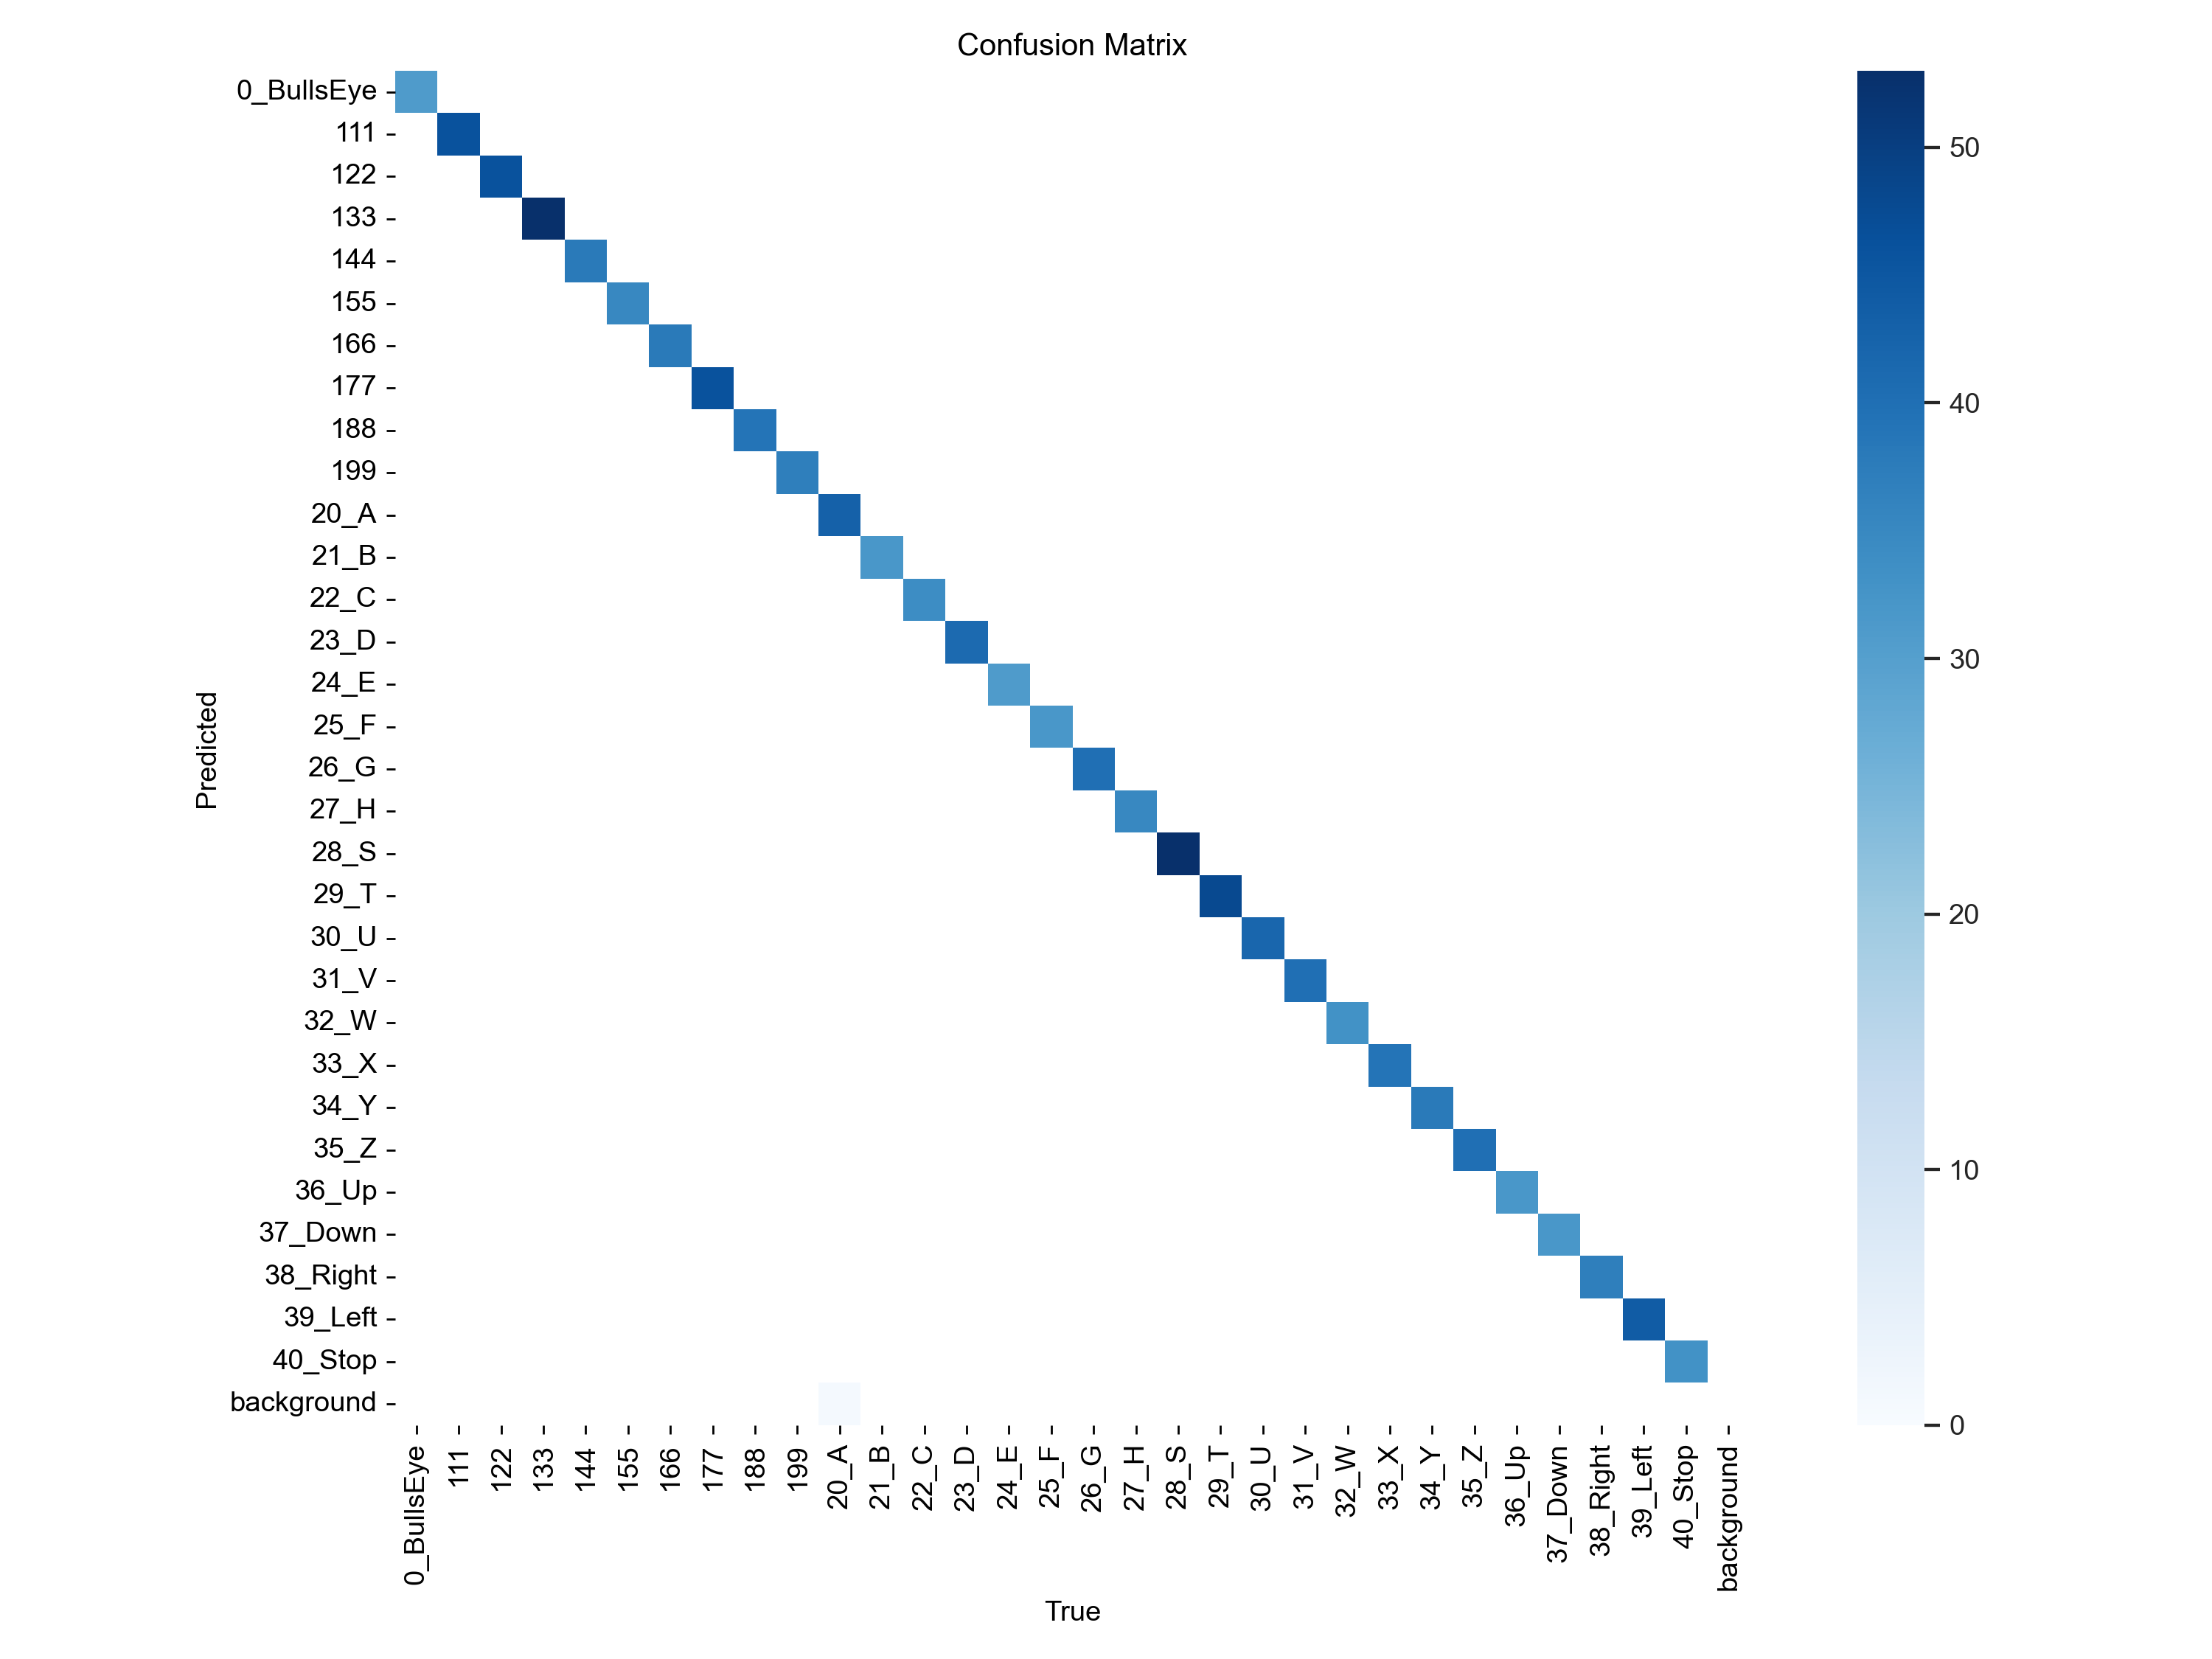 Confusion Matrix
0_BullsEye
111
122
133
144
155
166
177
188
199
20_A
21_B
22_C
23_D
24_E
25_F
26_G
27_H
28_S
29_T
30_U
31_V
32_W
33_X
34_Y
35_Z
36_Up
37_Down
38_Right
39_Left
40_Stop
background
Predicted
0_BullsEye
111
122
133
144
155
166
177
188
199
20_A
21_B
22_C
23_D
24_E
25_F
26_G
27_H
28_S
29_T
30_U
31_V
32_W
33_X
34_Y
35_Z
36_Up
37_Down
38_Right
39_Left
40_Stop
background
True
50
40
30
20
10
0